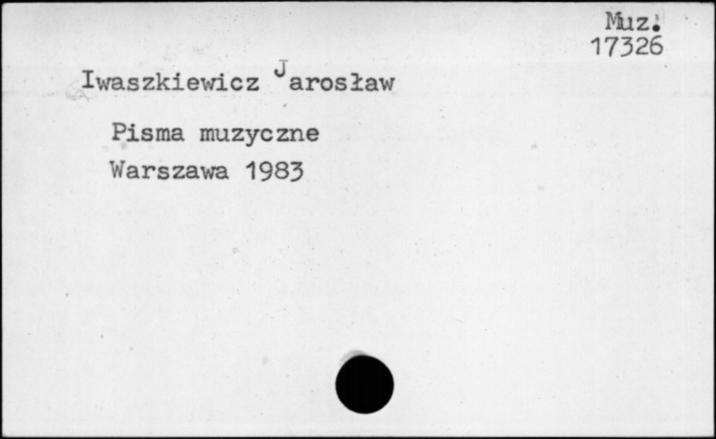 Muz.
17326
Iwaszkiewicz Jarosław
Pisma muzyczne
Warszawa 1983